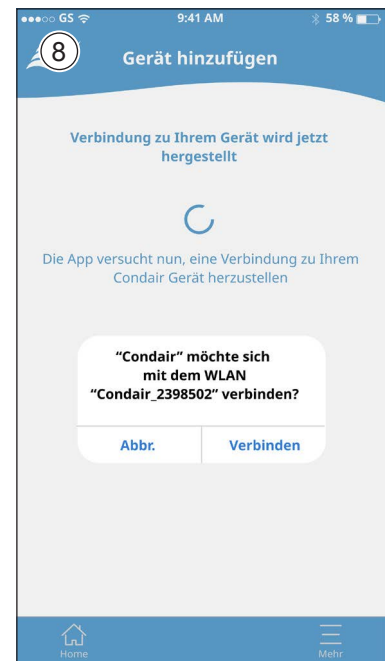 GS 9:41 AM 58 %
8
Gerät hinzufügen
Verbindung zu Ihrem Gerät wird jetzt
hergestellt
Die App versucht nun, eine Verbindung zu Ihrem
Condair Gerät herzustellen
“Condair” möchte sich
mit dem WLAN
“Condair_2398502” verbinden?
Abbr. Verbinden
Home Mehr